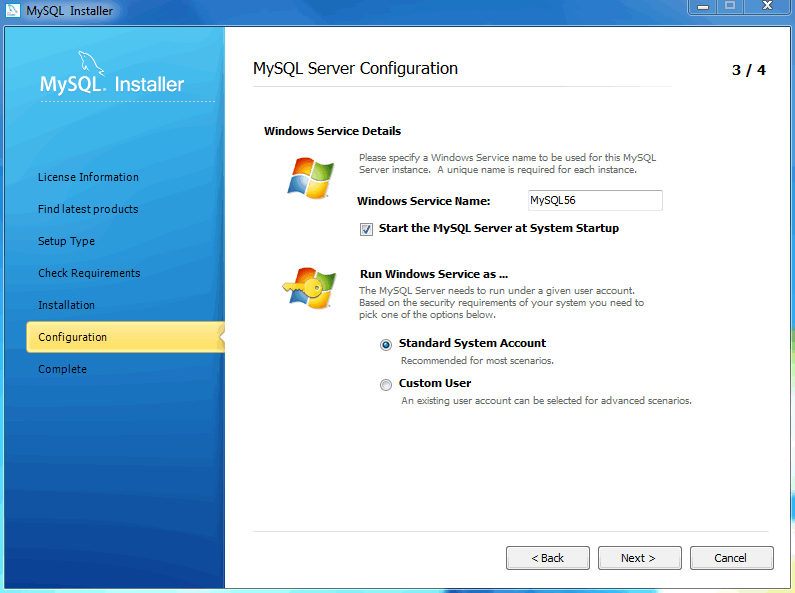 MySQL Installer
MySQL. Installer
License Information
Find latest products
Setup Type
Check Requirements
Installation
Configuration
Complete
MySQL Server Configuration
3 / 4
Windows Service Details
Please specify a Windows Service name to be used for this MySQL
Server instance. A unique name is required for each instance.
Windows Service Name:
MySQL56
Start the MySQL Server at System Startup
Run Windows Service as ...
The MySQL Server needs to run under a given user account.
Based on the security requirements of your system you need to
pick one of the options below.
Standard System Account
Recommended for most scenarios.
Custom User
An existing user account can be selected for advanced scenarios.
< Back
Next >
Cancel